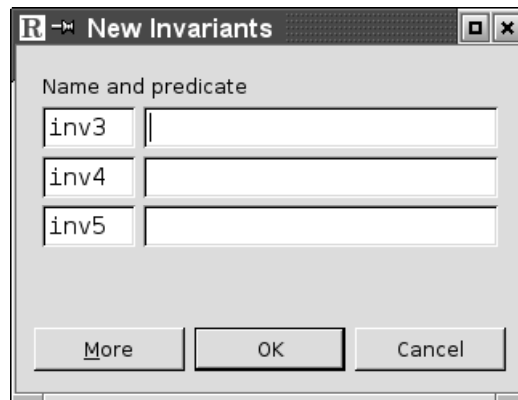 R New Invariants
Name and predicate
inv3
inv4
inv5
More OK Cancel